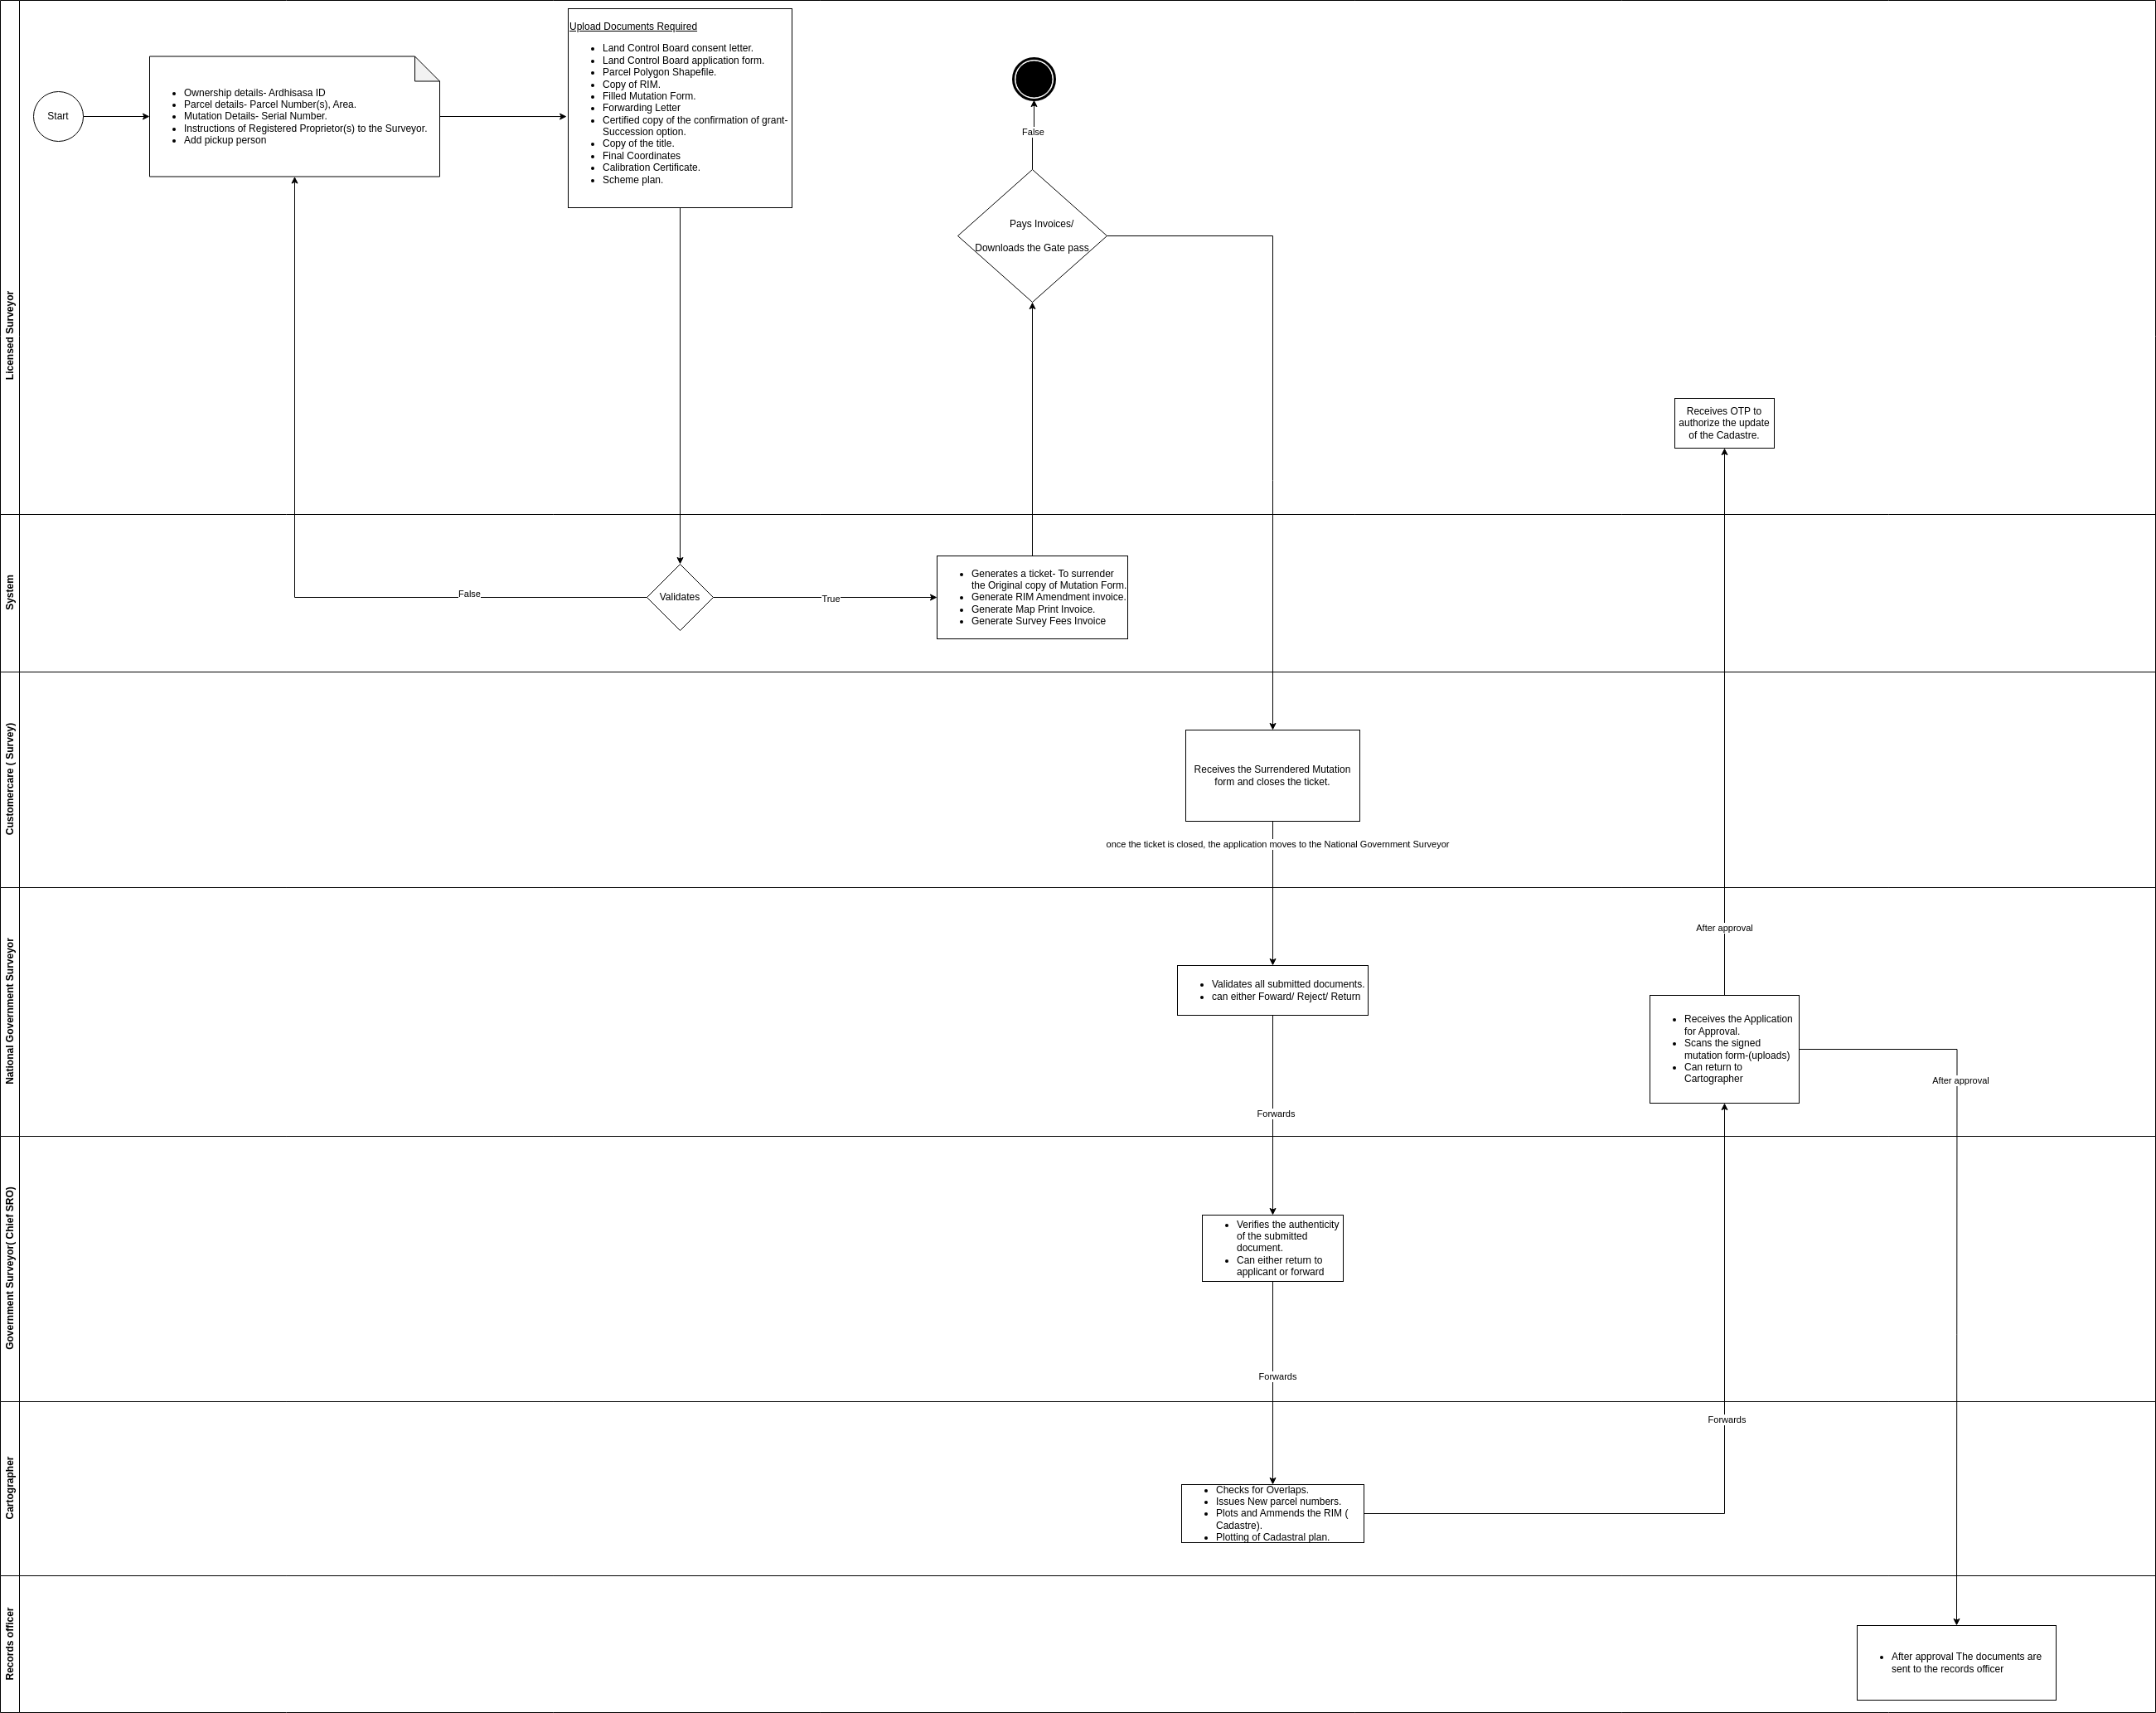 Licensed Surveyor
Start
Ownership details- Ardhisasa ID
Parcel details- Parcel Number(s), Area.
Mutation Details- Serial Number.
Instructions of Registered Proprietor(s) to the Surveyor.
Add pickup person
Upload Documents Required
Land Control Board consent letter.
Land Control Board application form.
Parcel Polygon Shapefile.
Copy of RIM.
Filled Mutation Form.
Forwarding Letter
Certified copy of the confirmation of grant-
Succession option.
Copy of the title.
Final Coordinates
Calibration Certificate.
Scheme plan.
False
Pays Invoices/
Downloads the Gate pass
Receives OTP to
authorize the update
of the Cadastre.
System
False
Validates
True
Generates a ticket- To surrender
the Original copy of Mutation Form.
Generate RIM Amendment invoice.
Generate Map Print Invoice.
Generate Survey Fees Invoice
Customercare ( Survey)
Receives the Surrendered Mutation
form and closes the ticket.
once the ticket is closed, the application moves to the National Government Surveyor
National Government Surveyor
After approval
Validates all submitted documents.
can either Foward/ Reject/ Return
Receives the Application
for Approval.
Scans the signed
mutation form-(uploads)
Can return to
Cartographer
After approval
Forwards
Government Surveyor( Chief SRO)
Verifies the authenticity
of the submitted
document.
Can either return to
applicant or forward
Forwards
Cartographer
Forwards
Checks for Overlaps.
Issues New parcel numbers.
Plots and Ammends the RIM (
Cadastre).
Plotting of Cadastral plan.
Records officer
After approval The documents are
sent to the records officer